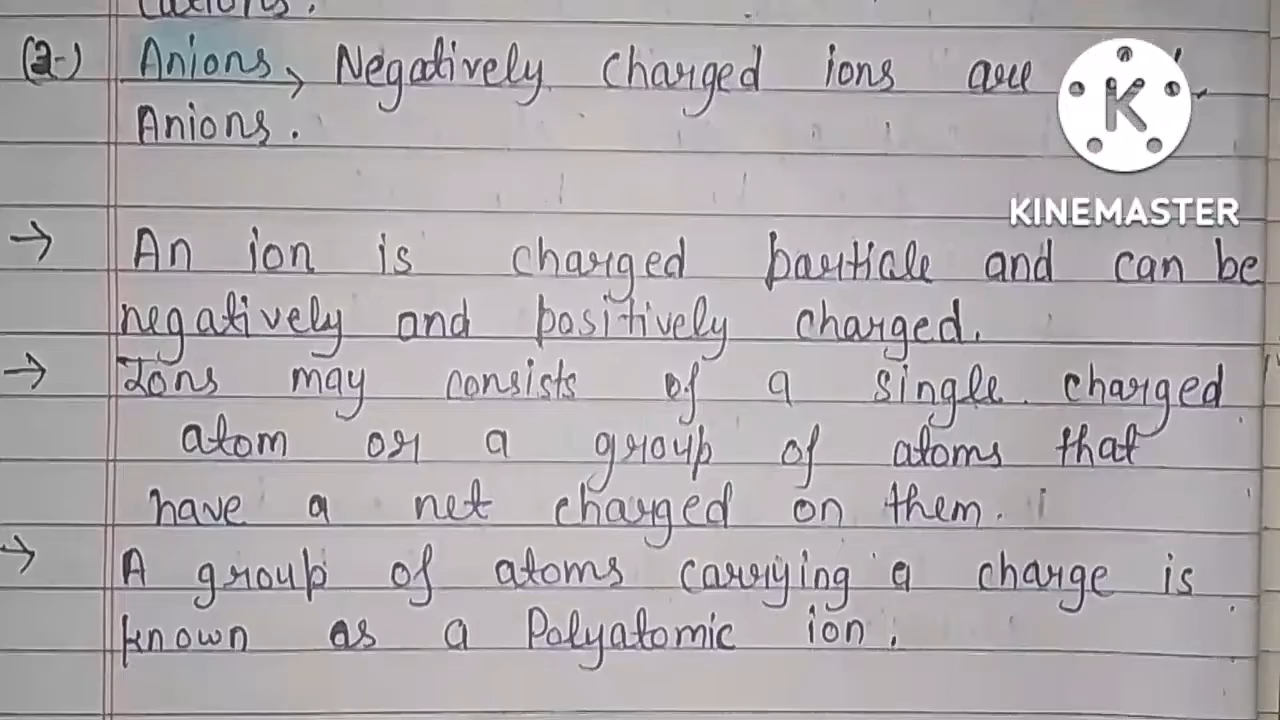 cations.
(2.) Anions, Negatively charged ions are
Anions.
K
KINEMASTER
→ An ion is charged particle and can be
negatively and positively charged.
→ Ions may consists of a single charged
atom or a group of atoms that
have a net charged on them.
→ A group of atoms carrying a charge is
known as a Polyatomic ion.